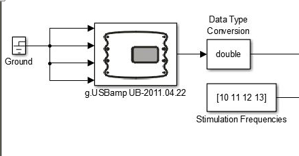 Data Type
Conversion
double
Ground
g.USBamp UB-2011.04.22
[10 11 12 13]
Stimulation Frequencies